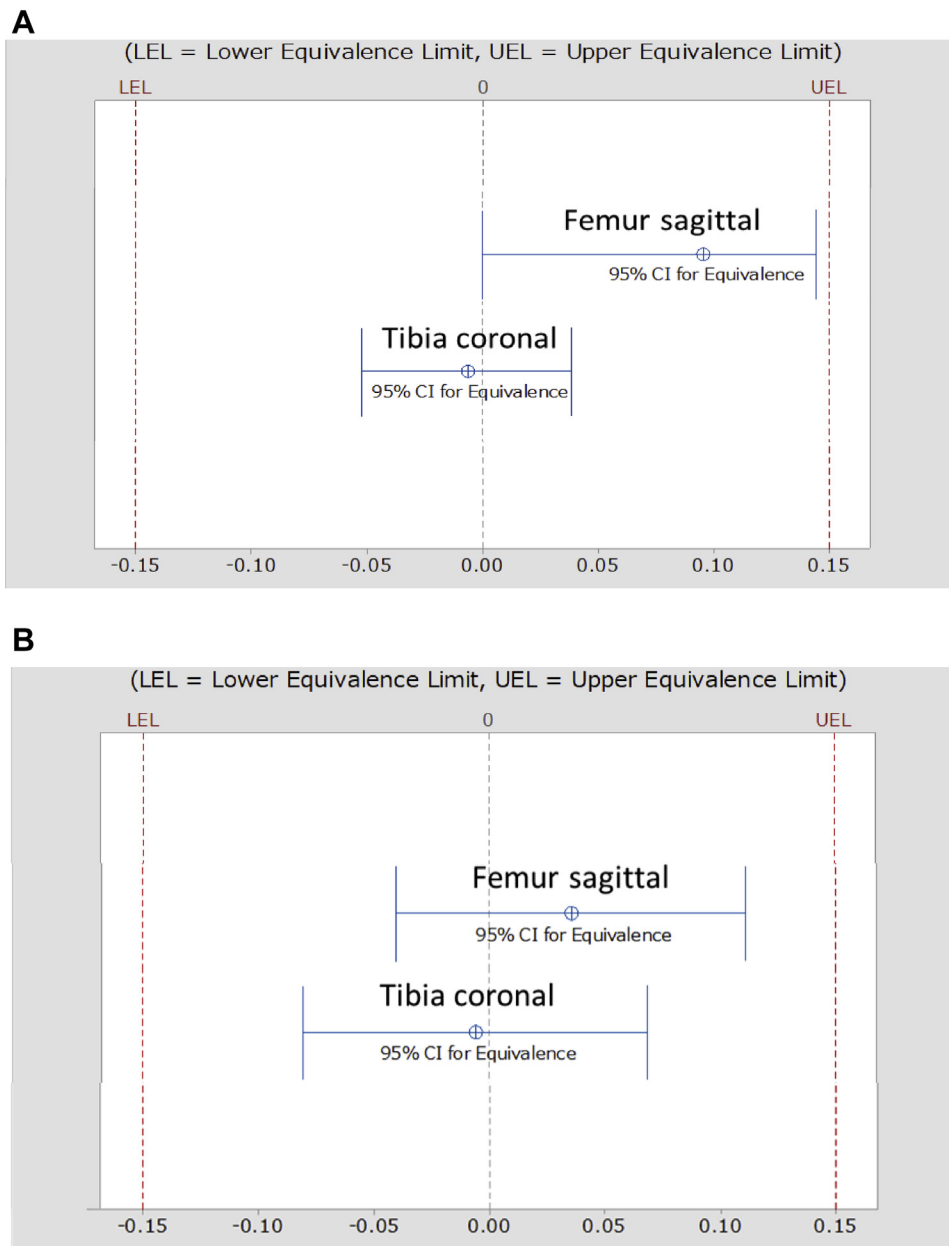 A
(LEL = Lower Equivalence Limit, UEL = Upper Equivalence Limit)
LEL 0 UEL
Femur sagittal
95% CI for Equivalence
Tibia coronal
95% CI for Equivalence
-0.15 -0.10 -0.05 0.00 0.05 0.10 0.15
B
(LEL = Lower Equivalence Limit, UEL = Upper Equivalence Limit)
LEL 0 UEL
Femur sagittal
95% CI for Equivalence
Tibia coronal
95% CI for Equivalence
-0.15 -0.10 -0.05 0.00 0.05 0.10 0.15